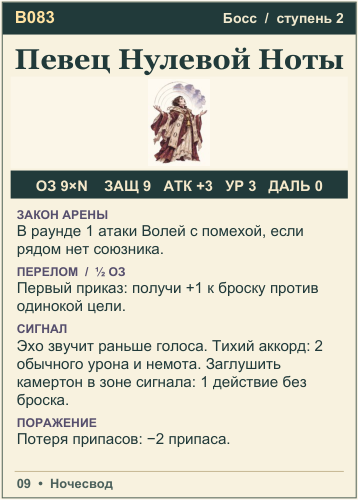 B083
Босс / ступень 2
Певец Нулевой Ноты
ОЗ 9×N ЗАЩ 9 АТК +3 УР 3 ДАЛЬ 0
ЗАКОН АРЕНЫ
В раунде 1 атаки Волей с помехой, если
рядом нет союзника.
ПЕРЕЛОМ / ½ ОЗ
Первый приказ: получи +1 к броску против
одинокой цели.
СИГНАЛ
Эхо звучит раньше голоса. Тихий аккорд: 2
обычного урона и немота. Заглушить
камертон в зоне сигнала: 1 действие без
броска.
ПОРАЖЕНИЕ
Потеря припасов: −2 припаса.
09 • Ночесвод